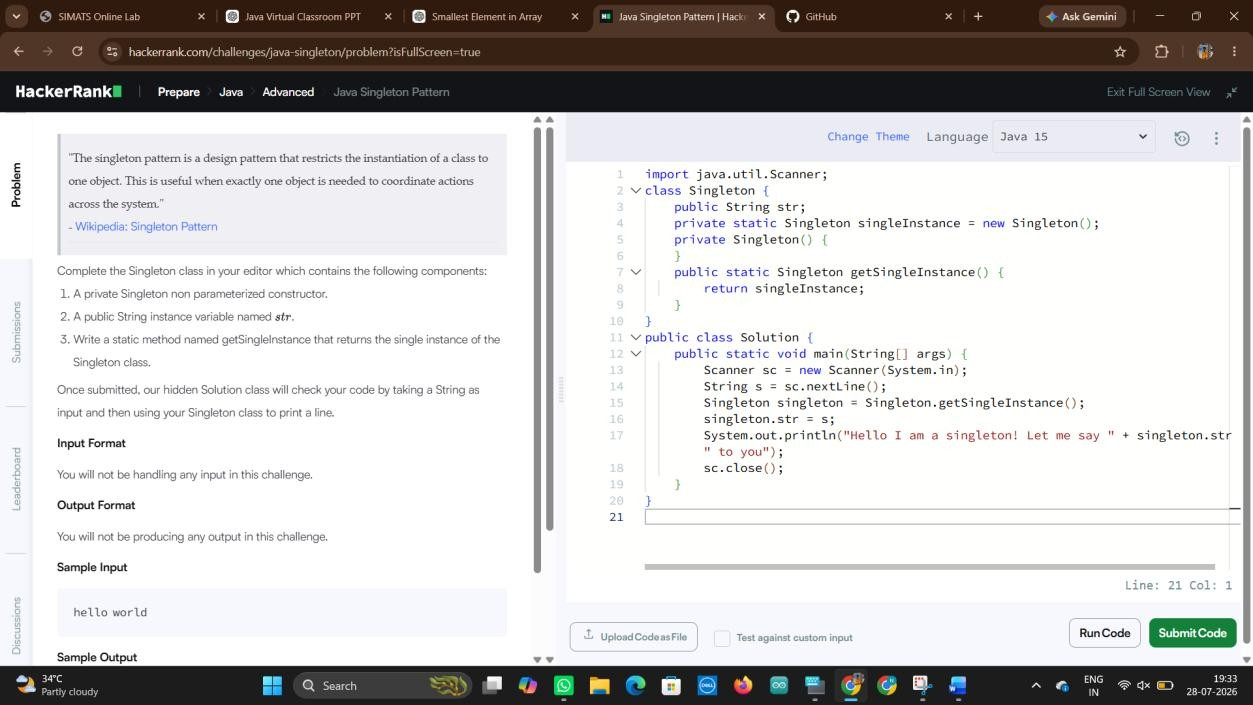 SIMATS Online Lab
Java Virtual Classroom PPT
Smallest Element in Array
Java Singleton Pattern | Hack
GitHub
Ask Gemini
hackerrank.com/challenges/java-singleton/problem?isFullScreen=true
HackerRank
Prepare
Java
Advanced
Java Singleton Pattern
Exit Full Screen View
Problem
Submissions
Leaderboard
Discussions
"The singleton pattern is a design pattern that restricts the instantiation of a class to
one object. This is useful when exactly one object is needed to coordinate actions
across the system."
- Wikipedia: Singleton Pattern
Complete the Singleton class in your editor which contains the following components:
1. A private Singleton non parameterized constructor.
2. A public String instance variable named str.
3. Write a static method named getSingleInstance that returns the single instance of the
Singleton class.
Once submitted, our hidden Solution class will check your code by taking a String as
input and then using your Singleton class to print a line.
Input Format
You will not be handling any input in this challenge.
Output Format
You will not be producing any output in this challenge.
Sample Input
hello world
Sample Output
Change Theme
Language
Java 15
1 import java.util.Scanner;
2 class Singleton {
3 public String str;
4 private static Singleton singleInstance = new Singleton();
5 private Singleton() {
6 }
7 public static Singleton getSingleInstance() {
8 return singleInstance;
9 }
10 }
11 public class Solution {
12 public static void main(String[] args) {
13 Scanner sc = new Scanner(System.in);
14 String s = sc.nextLine();
15 Singleton singleton = Singleton.getSingleInstance();
16 singleton.str = s;
17 System.out.println("Hello I am a singleton! Let me say " + singleton.str
" to you");
18 sc.close();
19 }
20 }
21
Line: 21 Col: 1
Upload Code as File
Test against custom input
Run Code
Submit Code
34°C
Partly cloudy
Search
DELL
ENG
IN
19:33
28-07-2026